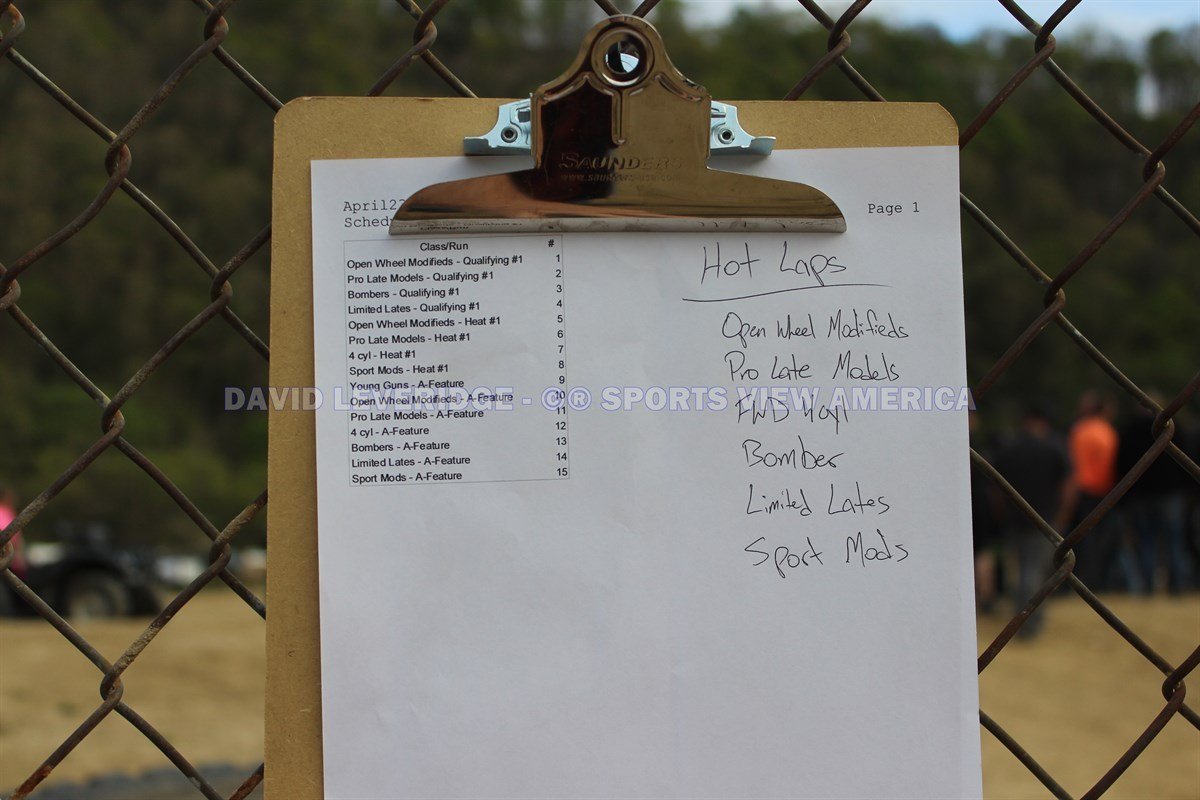 SAUNDERS
April22
Page 1
Class/Run #
Open Wheel Modifieds - Qualifying #1 1
Pro Late Models - Qualifying #1 2
Bombers - Qualifying #1 3
Limited Lates - Qualifying #1 4
Open Wheel Modifieds - Heat #1 5
Pro Late Models - Heat #1 6
4 cyl - Heat #1 7
Sport Mods - Heat #1 8
Young Guns - A-Feature 9
Open Wheel Modifieds - A-Feature 10
Pro Late Models - A-Feature 11
4 cyl - A-Feature 12
Bombers - A-Feature 13
Limited Lates - A-Feature 14
Sport Mods - A-Feature 15
Hot Laps
Open Wheel Modifieds
Pro Late Models
FWD 4cyl
Bomber
Limited Lates
Sport Mods
DAVID LEVERIDGE - ©® SPORTS VIEW AMERICA